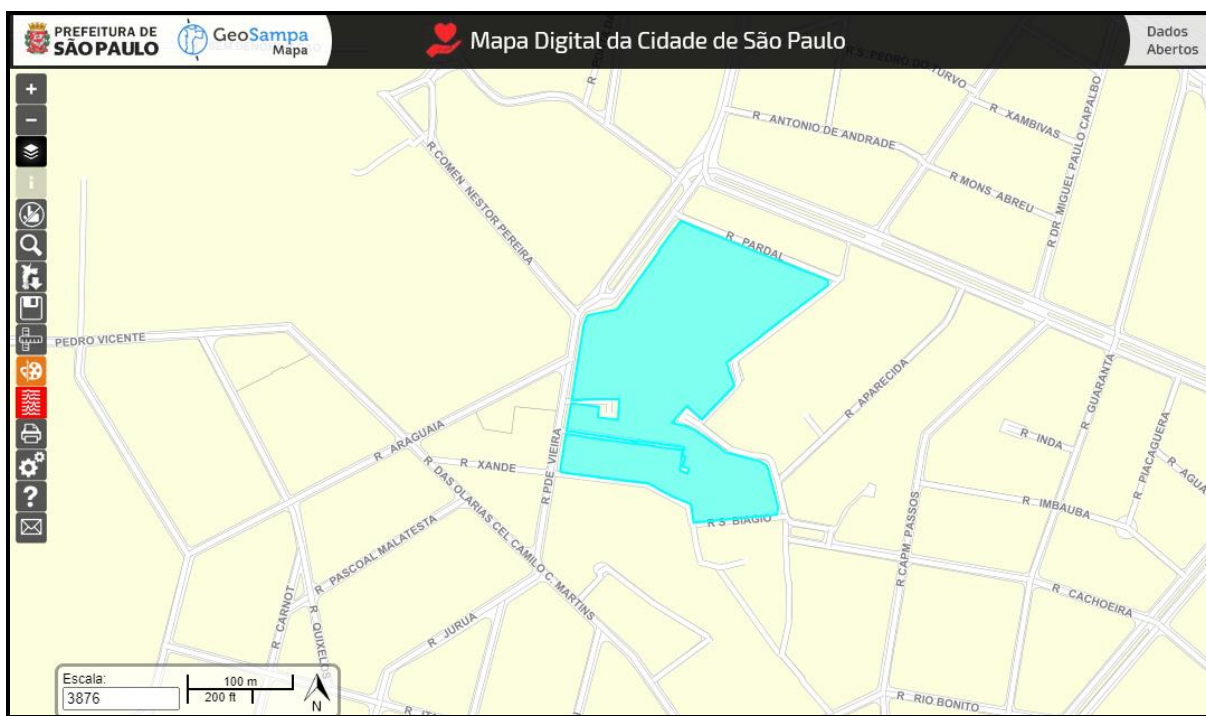 PREFEITURA DE
SÃO PAULO
GeoSampa
Mapa
Mapa Digital da Cidade de São Paulo
Dados
Abertos
R S PEDRO DO TURVO
R XAMBIVAS
R ANTONIO DE ANDRADE
R MONS ABREU
R DR MIGUEL PAULO CAPALBO
R COMEN NESTOR PEREIRA
R PARDAL
PEDRO VICENTE
R APARECIDA
R GUARANTA
R ARAGUAIA
R PDE VIEIRA
R XANDE
R INDA
R PIACAGUERA
R AGUA
R DAS OLARIAS CEL CAMILO C. MARTINS
R IMBAUBA
R S BIAGIO
R CAPM PASSOS
R PASCOAL MALATESTA
R CARNOT
R QUIXELOS
R JURUA
R CACHOEIRA
R RIO BONITO
Escala:
3876
100 m
200 ft
N